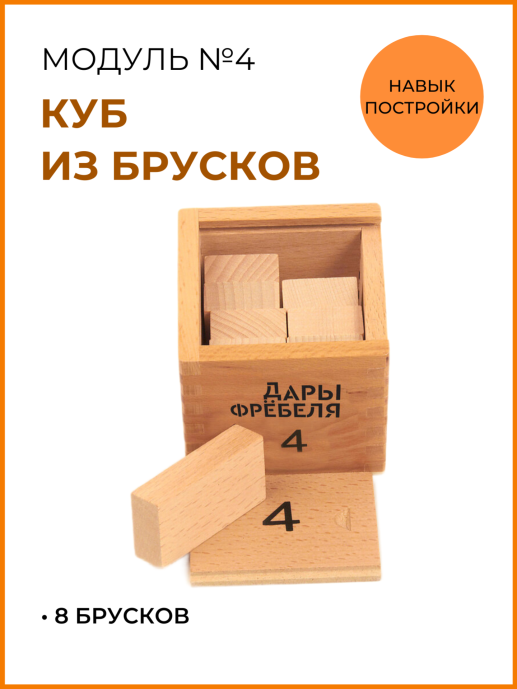 МОДУЛЬ №4
КУБ
ИЗ БРУСКОВ
НАВЫК
ПОСТРОЙКИ
ДАРЫ
ФРЁБЕЛЯ
4
4
• 8 БРУСКОВ